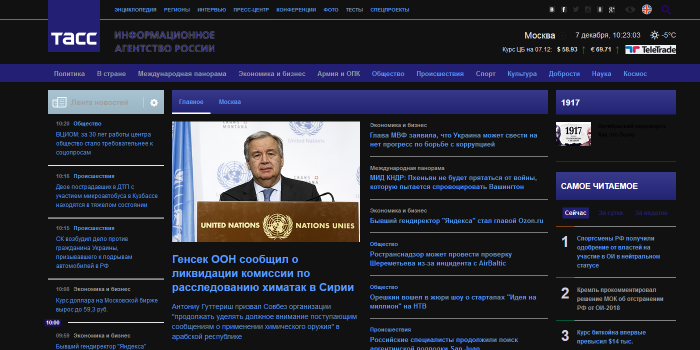 ЭНЦИКЛОПЕДИЯ РЕГИОНЫ ИНТЕРВЬЮ ПРЕСС-ЦЕНТР КОНФЕРЕНЦИИ ФОТО ТЕСТЫ СПЕЦПРОЕКТЫ
ТАСС
ИНФОРМАЦИОННОЕ
АГЕНТСТВО РОССИИ
Москва 7 декабря, 10:23:03 -5°C
Курс ЦБ на 07.12: $ 58,93 € 69,71 TeleTrade
Политика В стране Международная панорама Экономика и бизнес Армия и ОПК Общество Происшествия Спорт Культура Добрости Наука Космос
Лента новостей
10:20 Общество
ВЦИОМ: за 30 лет работы центра
общество стало требовательнее к
соцопросам
10:16 Происшествия
Двое пострадавших в ДТП с
участием микроавтобуса в Кузбассе
находятся в тяжелом состоянии
10:15 Происшествия
СК возбудил дело против
гражданина Украины,
призывавшего к подрывам
автомобилей в РФ
10:05 Экономика и бизнес
Курс доллара на Московской бирже
вырос до 59,3 руб.
10:00
09:59 Экономика и бизнес
Бывший гендиректор "Яндекса"
Главное Москва
UNITED NATIONS NATIONS UNIES
Генсек ООН сообщил о
ликвидации комиссии по
расследованию химатак в Сирии
Антониу Гутерриш призвал Совбез организации
"продолжать уделять должное внимание поступающим
сообщениям о применении химического оружия" в
арабской республике
Экономика и бизнес
Глава МВФ заявила, что Украина может свести на
нет прогресс по борьбе с коррупцией
Международная панорама
МИД КНДР: Пхеньян не будет прятаться от войны,
которую пытается спровоцировать Вашингтон
Экономика и бизнес
Бывший гендиректор "Яндекса" стал главой Ozon.ru
Общество
Ространснадзор может провести проверку
Шереметьева из-за инцидента с AirBaltic
Общество
Орешкин вошел в жюри шоу о стартапах "Идея на
миллион" на НТВ
Происшествия
Российские специалисты продолжили поиск
аргентинской подлодки San Juan
1917
1917
САМОЕ ЧИТАЕМОЕ
Сейчас За сутки За неделю
1 Спортсмены РФ получили
одобрение от властей на
участие в ОИ в нейтральном
статусе
2 Кремль прокомментировал
решение МОК об отстранении
РФ от ОИ-2018
3 Курс биткойна впервые
превысил $14 тыс.